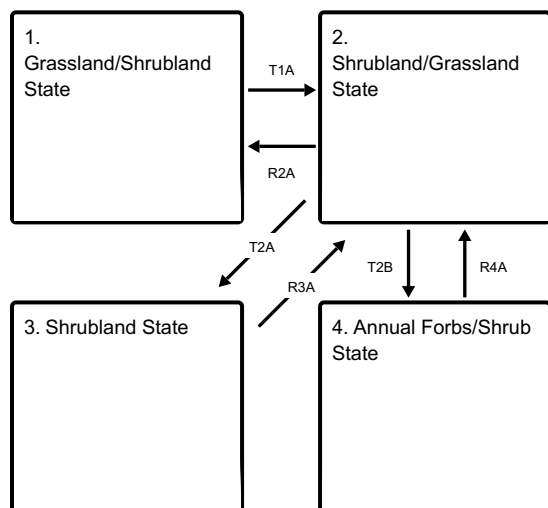 1.
Grassland/Shrubland
State
2.
Shrubland/Grassland
State
T1A
R2A
T2A
R3A
T2B
R4A
3. Shrubland State
4. Annual Forbs/Shrub
State